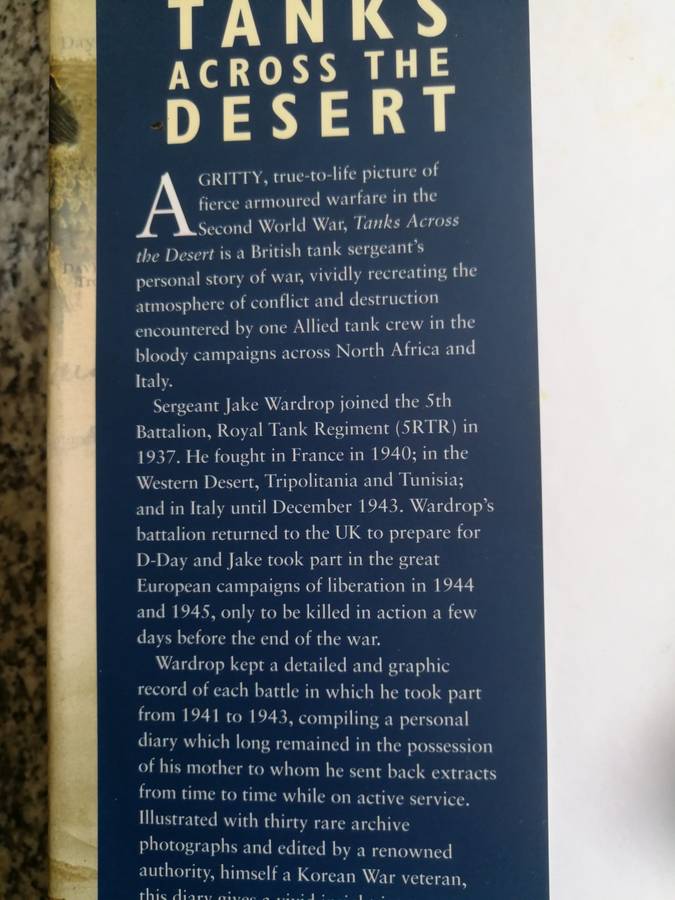 TANKS
ACROSS THE
DESERT
A GRITTY, true-to-life picture of
fierce armoured warfare in the
Second World War, Tanks Across
the Desert is a British tank sergeant's
personal story of war, vividly recreating the
atmosphere of conflict and destruction
encountered by one Allied tank crew in the
bloody campaigns across North Africa and
Italy.
Sergeant Jake Wardrop joined the 5th
Battalion, Royal Tank Regiment (5RTR) in
1937. He fought in France in 1940; in the
Western Desert, Tripolitania and Tunisia;
and in Italy until December 1943. Wardrop's
battalion returned to the UK to prepare for
D-Day and Jake took part in the great
European campaigns of liberation in 1944
and 1945, only to be killed in action a few
days before the end of the war.
Wardrop kept a detailed and graphic
record of each battle in which he took part
from 1941 to 1943, compiling a personal
diary which long remained in the possession
of his mother to whom he sent back extracts
from time to time while on active service.
Illustrated with thirty rare archive
photographs and edited by a renowned
authority, himself a Korean War veteran,
this diary gives a vivid